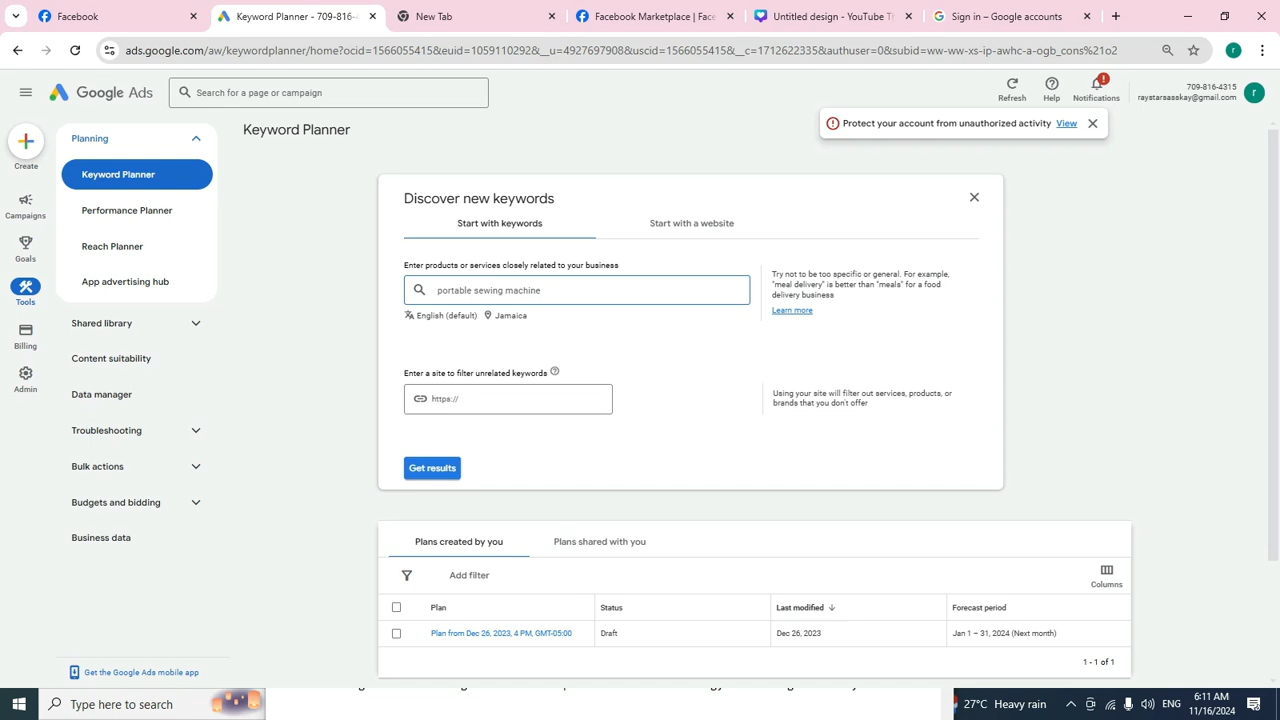 Facebook
Keyword Planner - 709-816-4
New Tab
Facebook Marketplace | Fac
Untitled design - YouTube T
Sign in – Google accounts
ads.google.com/aw/keywordplanner/home?ocid=1566055415&euid=1059110292&__u=4927697908&uscid=1566055415&__c=1712622335&authuser=0&subid=ww-ww-xs-ip-awhc-a-ogb_cons%21o2
r
Google Ads
Search for a page or campaign
Refresh
Help
Notifications
709-816-4315
raystarsasskay@gmail.com
r
Protect your account from unauthorized activity View
Create
Campaigns
Goals
Tools
Billing
Admin
Planning
Keyword Planner
Performance Planner
Reach Planner
App advertising hub
Shared library
Content suitability
Data manager
Troubleshooting
Bulk actions
Budgets and bidding
Business data
Get the Google Ads mobile app
Keyword Planner
Discover new keywords
Start with keywords
Start with a website
Enter products or services closely related to your business
portable sewing machine
English (default)
Jamaica
Try not to be too specific or general. For example,
"meal delivery" is better than "meals" for a food
delivery business
Learn more
Enter a site to filter unrelated keywords
https://
Using your site will filter out services, products, or
brands that you don't offer
Get results
Plans created by you
Plans shared with you
Add filter
Columns
Plan
Status
Last modified
Forecast period
Plan from Dec 26, 2023, 4 PM, GMT-05:00
Draft
Dec 26, 2023
Jan 1 – 31, 2024 (Next month)
1 - 1 of 1
Type here to search
27°C Heavy rain
ENG
6:11 AM
11/16/2024